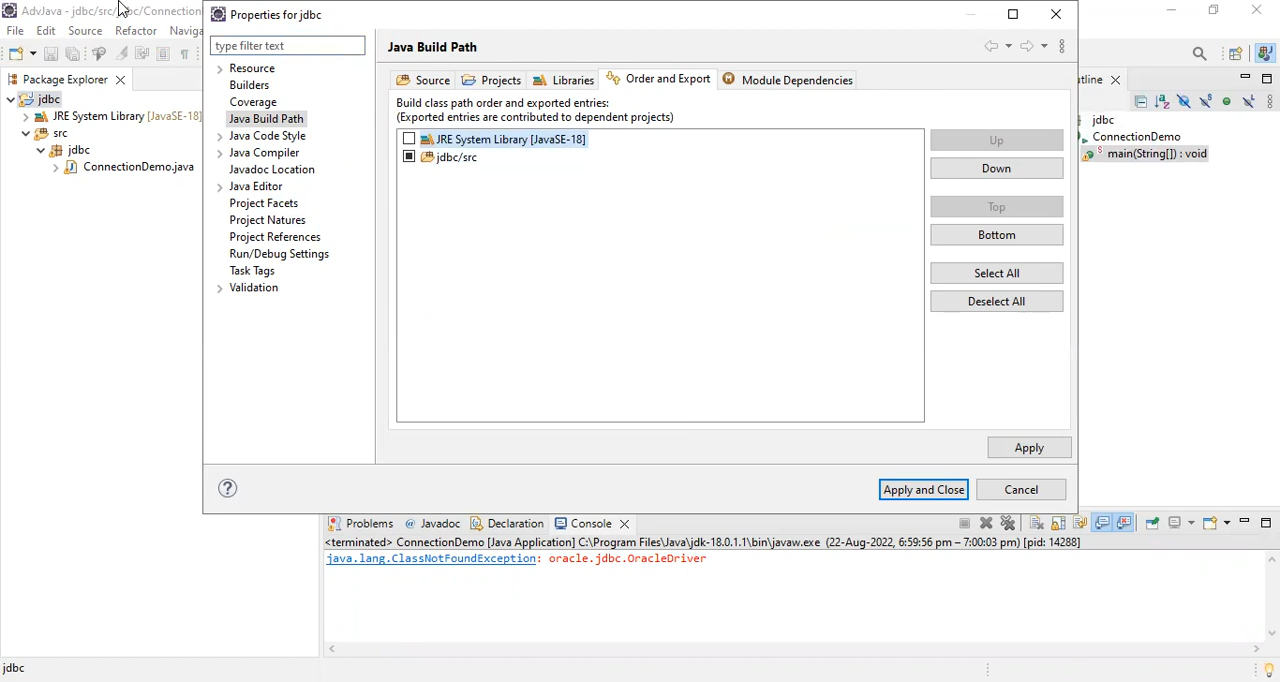 AdvJava - jdbc/src/jdbc/Connection
Properties for jdbc
File Edit Source Refactor Naviga
type filter text
Java Build Path
Package Explorer
Resource
Builders
Coverage
Java Build Path
Java Code Style
Java Compiler
Javadoc Location
Java Editor
Project Facets
Project Natures
Project References
Run/Debug Settings
Task Tags
Validation
jdbc
JRE System Library [JavaSE-18]
src
jdbc
ConnectionDemo.java
Source Projects Libraries Order and Export Module Dependencies
Build class path order and exported entries:
(Exported entries are contributed to dependent projects)
JRE System Library [JavaSE-18]
jdbc/src
Up
Down
Top
Bottom
Select All
Deselect All
Apply
Apply and Close Cancel
utline
jdbc
ConnectionDemo
main(String[]) : void
Problems Javadoc Declaration Console
<terminated> ConnectionDemo [Java Application] C:\Program Files\Java\jdk-18.0.1.1\bin\javaw.exe (22-Aug-2022, 6:59:56 pm – 7:00:03 pm) [pid: 14288]
java.lang.ClassNotFoundException: oracle.jdbc.OracleDriver
jdbc